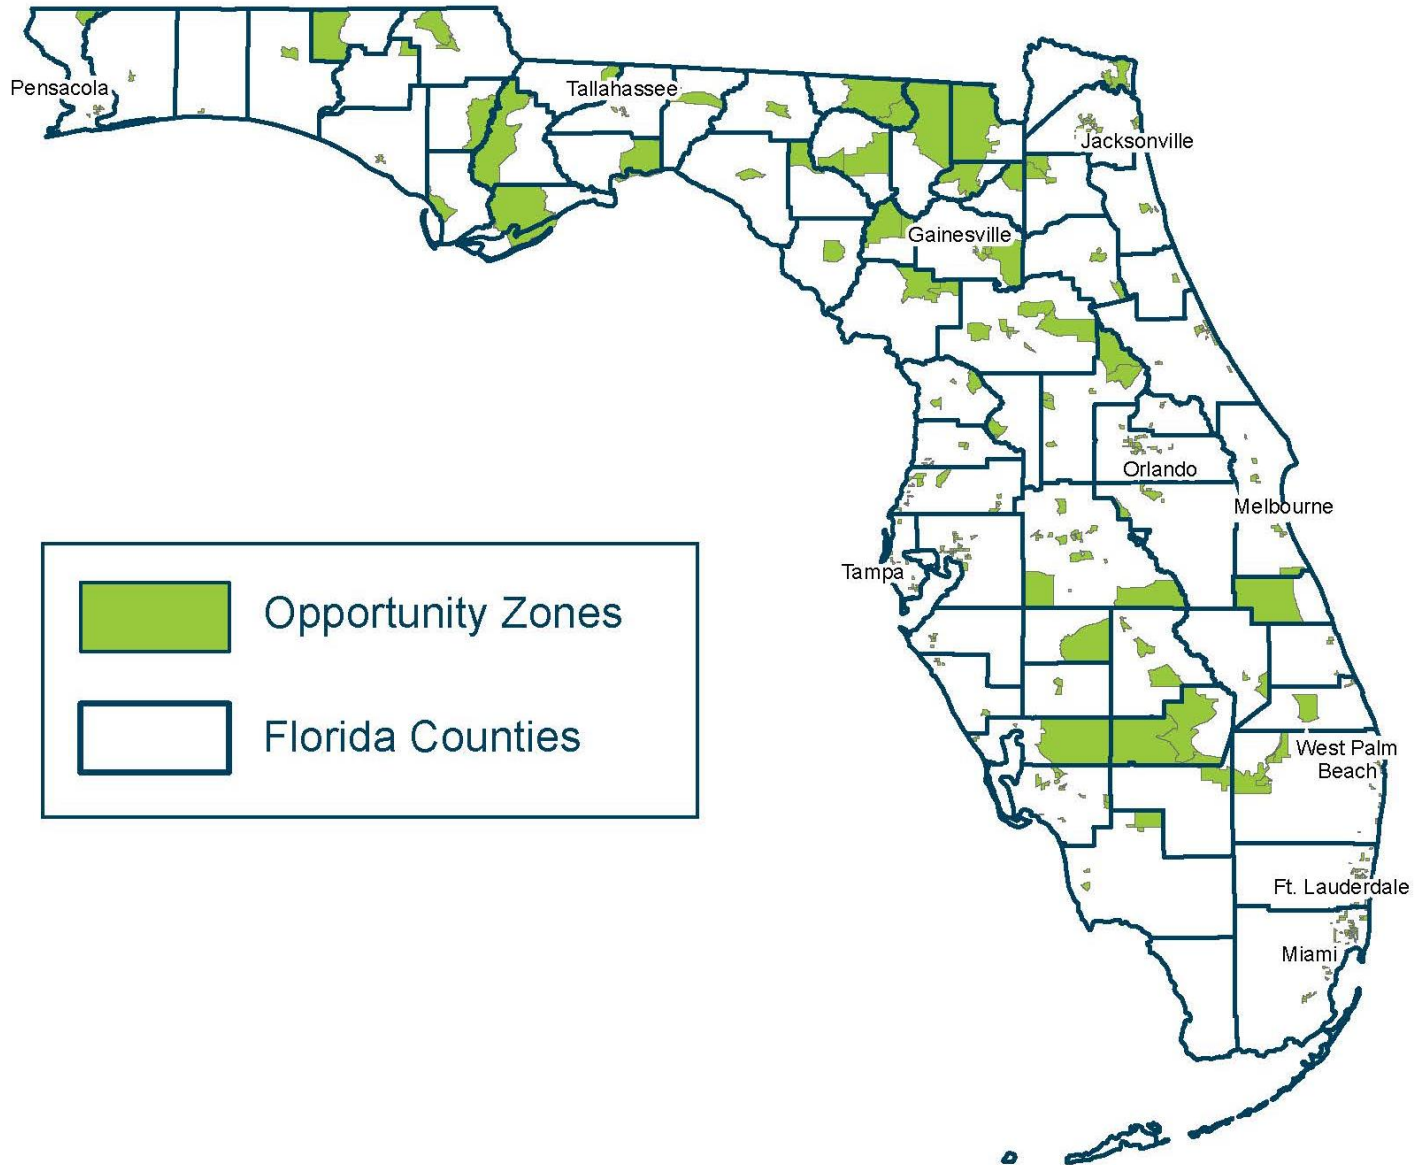 Pensacola
Tallahassee
Jacksonville
Gainesville
Orlando
Melbourne
Tampa
Opportunity Zones
Florida Counties
West Palm
Beach
Ft. Lauderdale
Miami